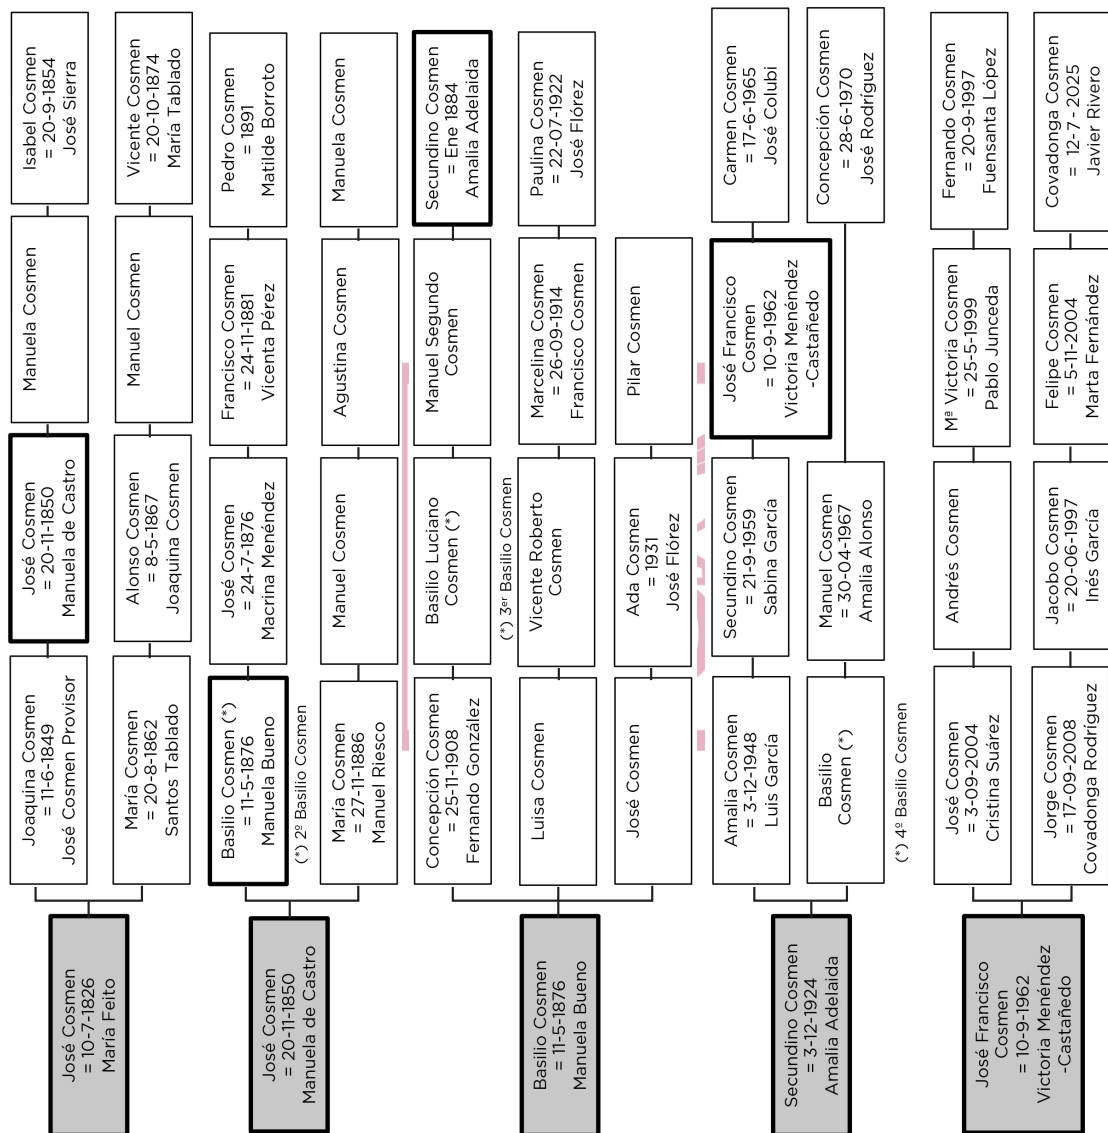 José Cosmen
= 10-7-1826
María Feito
Joaquina Cosmen
= 11-6-1849
José Cosmen Provisor
José Cosmen
= 20-11-1850
Manuela de Castro
Manuela Cosmen
Isabel Cosmen
= 20-9-1854
José Sierra
María Cosmen
= 20-8-1862
Santos Tablado
Alonso Cosmen
= 8-5-1867
Joaquina Cosmen
Manuel Cosmen
Vicente Cosmen
= 20-10-1874
María Tablado
José Cosmen
= 20-11-1850
Manuela de Castro
Basilio Cosmen (*)
= 11-5-1876
Manuela Bueno
(*) 2º Basilio Cosmen
José Cosmen
= 24-7-1876
Macrina Menéndez
Francisco Cosmen
= 24-11-1881
Vicenta Pérez
Pedro Cosmen
= 1891
Matilde Borroto
María Cosmen
= 27-11-1886
Manuel Riesco
Manuel Cosmen
Agustina Cosmen
Manuela Cosmen
Basilio Cosmen
= 11-5-1876
Manuela Bueno
Concepción Cosmen
= 25-11-1908
Fernando González
Basilio Luciano
Cosmen (*)
(*) 3er Basilio Cosmen
Manuel Segundo
Cosmen
Secundino Cosmen
= Ene 1884
Amalia Adelaida
Luisa Cosmen
Vicente Roberto
Cosmen
Marcelina Cosmen
= 26-09-1914
Francisco Cosmen
Paulina Cosmen
= 22-07-1922
José Flórez
José Cosmen
Ada Cosmen
= 1931
José Flórez
Pilar Cosmen
Secundino Cosmen
= 3-12-1924
Amalia Adelaida
Amalia Cosmen
= 3-12-1948
Luis García
Secundino Cosmen
= 21-9-1959
Sabina García
José Francisco
Cosmen
= 10-9-1962
Victoria Menéndez
-Castañedo
Carmen Cosmen
= 17-6-1965
José Colubi
Basilio
Cosmen (*)
(*) 4º Basilio Cosmen
Manuel Cosmen
= 30-04-1967
Amalia Alonso
Concepción Cosmen
= 28-6-1970
José Rodríguez
José Francisco
Cosmen
= 10-9-1962
Victoria Menéndez
-Castañedo
José Cosmen
= 3-09-2004
Cristina Suárez
Andrés Cosmen
Mª Victoria Cosmen
= 25-5-1999
Pablo Junceda
Fernando Cosmen
= 20-9-1997
Fuensanta López
Jorge Cosmen
= 17-09-2008
Covadonga Rodríguez
Jacobo Cosmen
= 20-06-1997
Inés García
Felipe Cosmen
= 5-11-2004
Marta Fernández
Covadonga Cosmen
= 12-7-2025
Javier Rivero